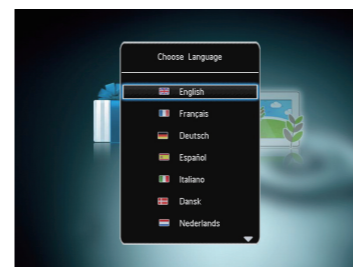 Choose Language
English
Français
Deutsch
Español
Italiano
Dansk
Nederlands